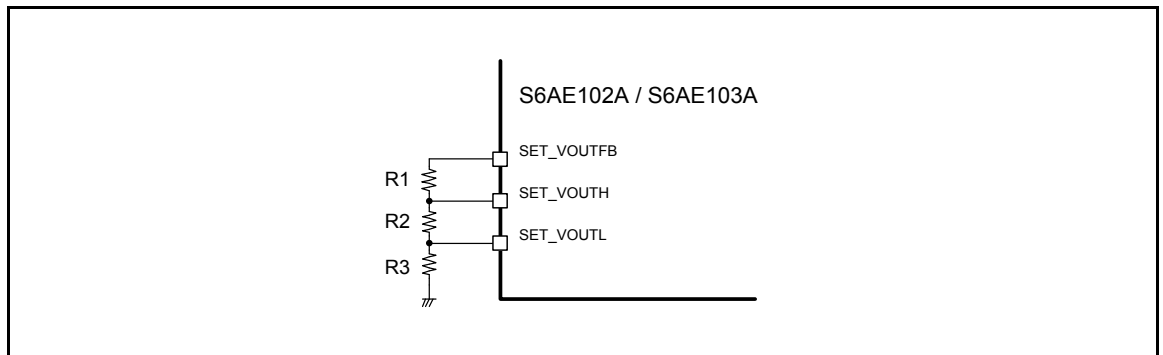 S6AE102A / S6AE103A
SET_VOUTFB
R1
SET_VOUTH
R2
SET_VOUTL
R3